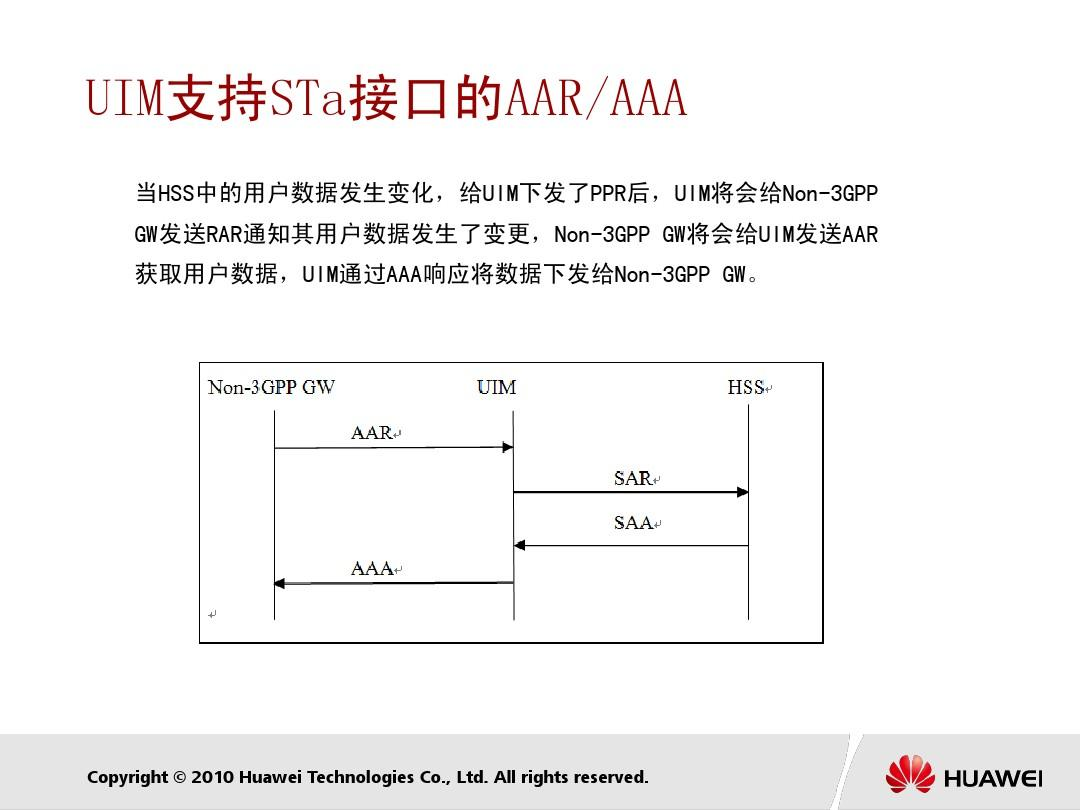 UIM支持STa接口的AAR/AAA
当HSS中的用户数据发生变化，给UIM下发了PPR后，UIM将会给Non-3GPP
GW发送RAR通知其用户数据发生了变更，Non-3GPP GW将会给UIM发送AAR
获取用户数据，UIM通过AAA响应将数据下发给Non-3GPP GW。
Non-3GPP GW UIM HSS
AAR
SAR
SAA
AAA
Copyright © 2010 Huawei Technologies Co., Ltd. All rights reserved.
HUAWEI